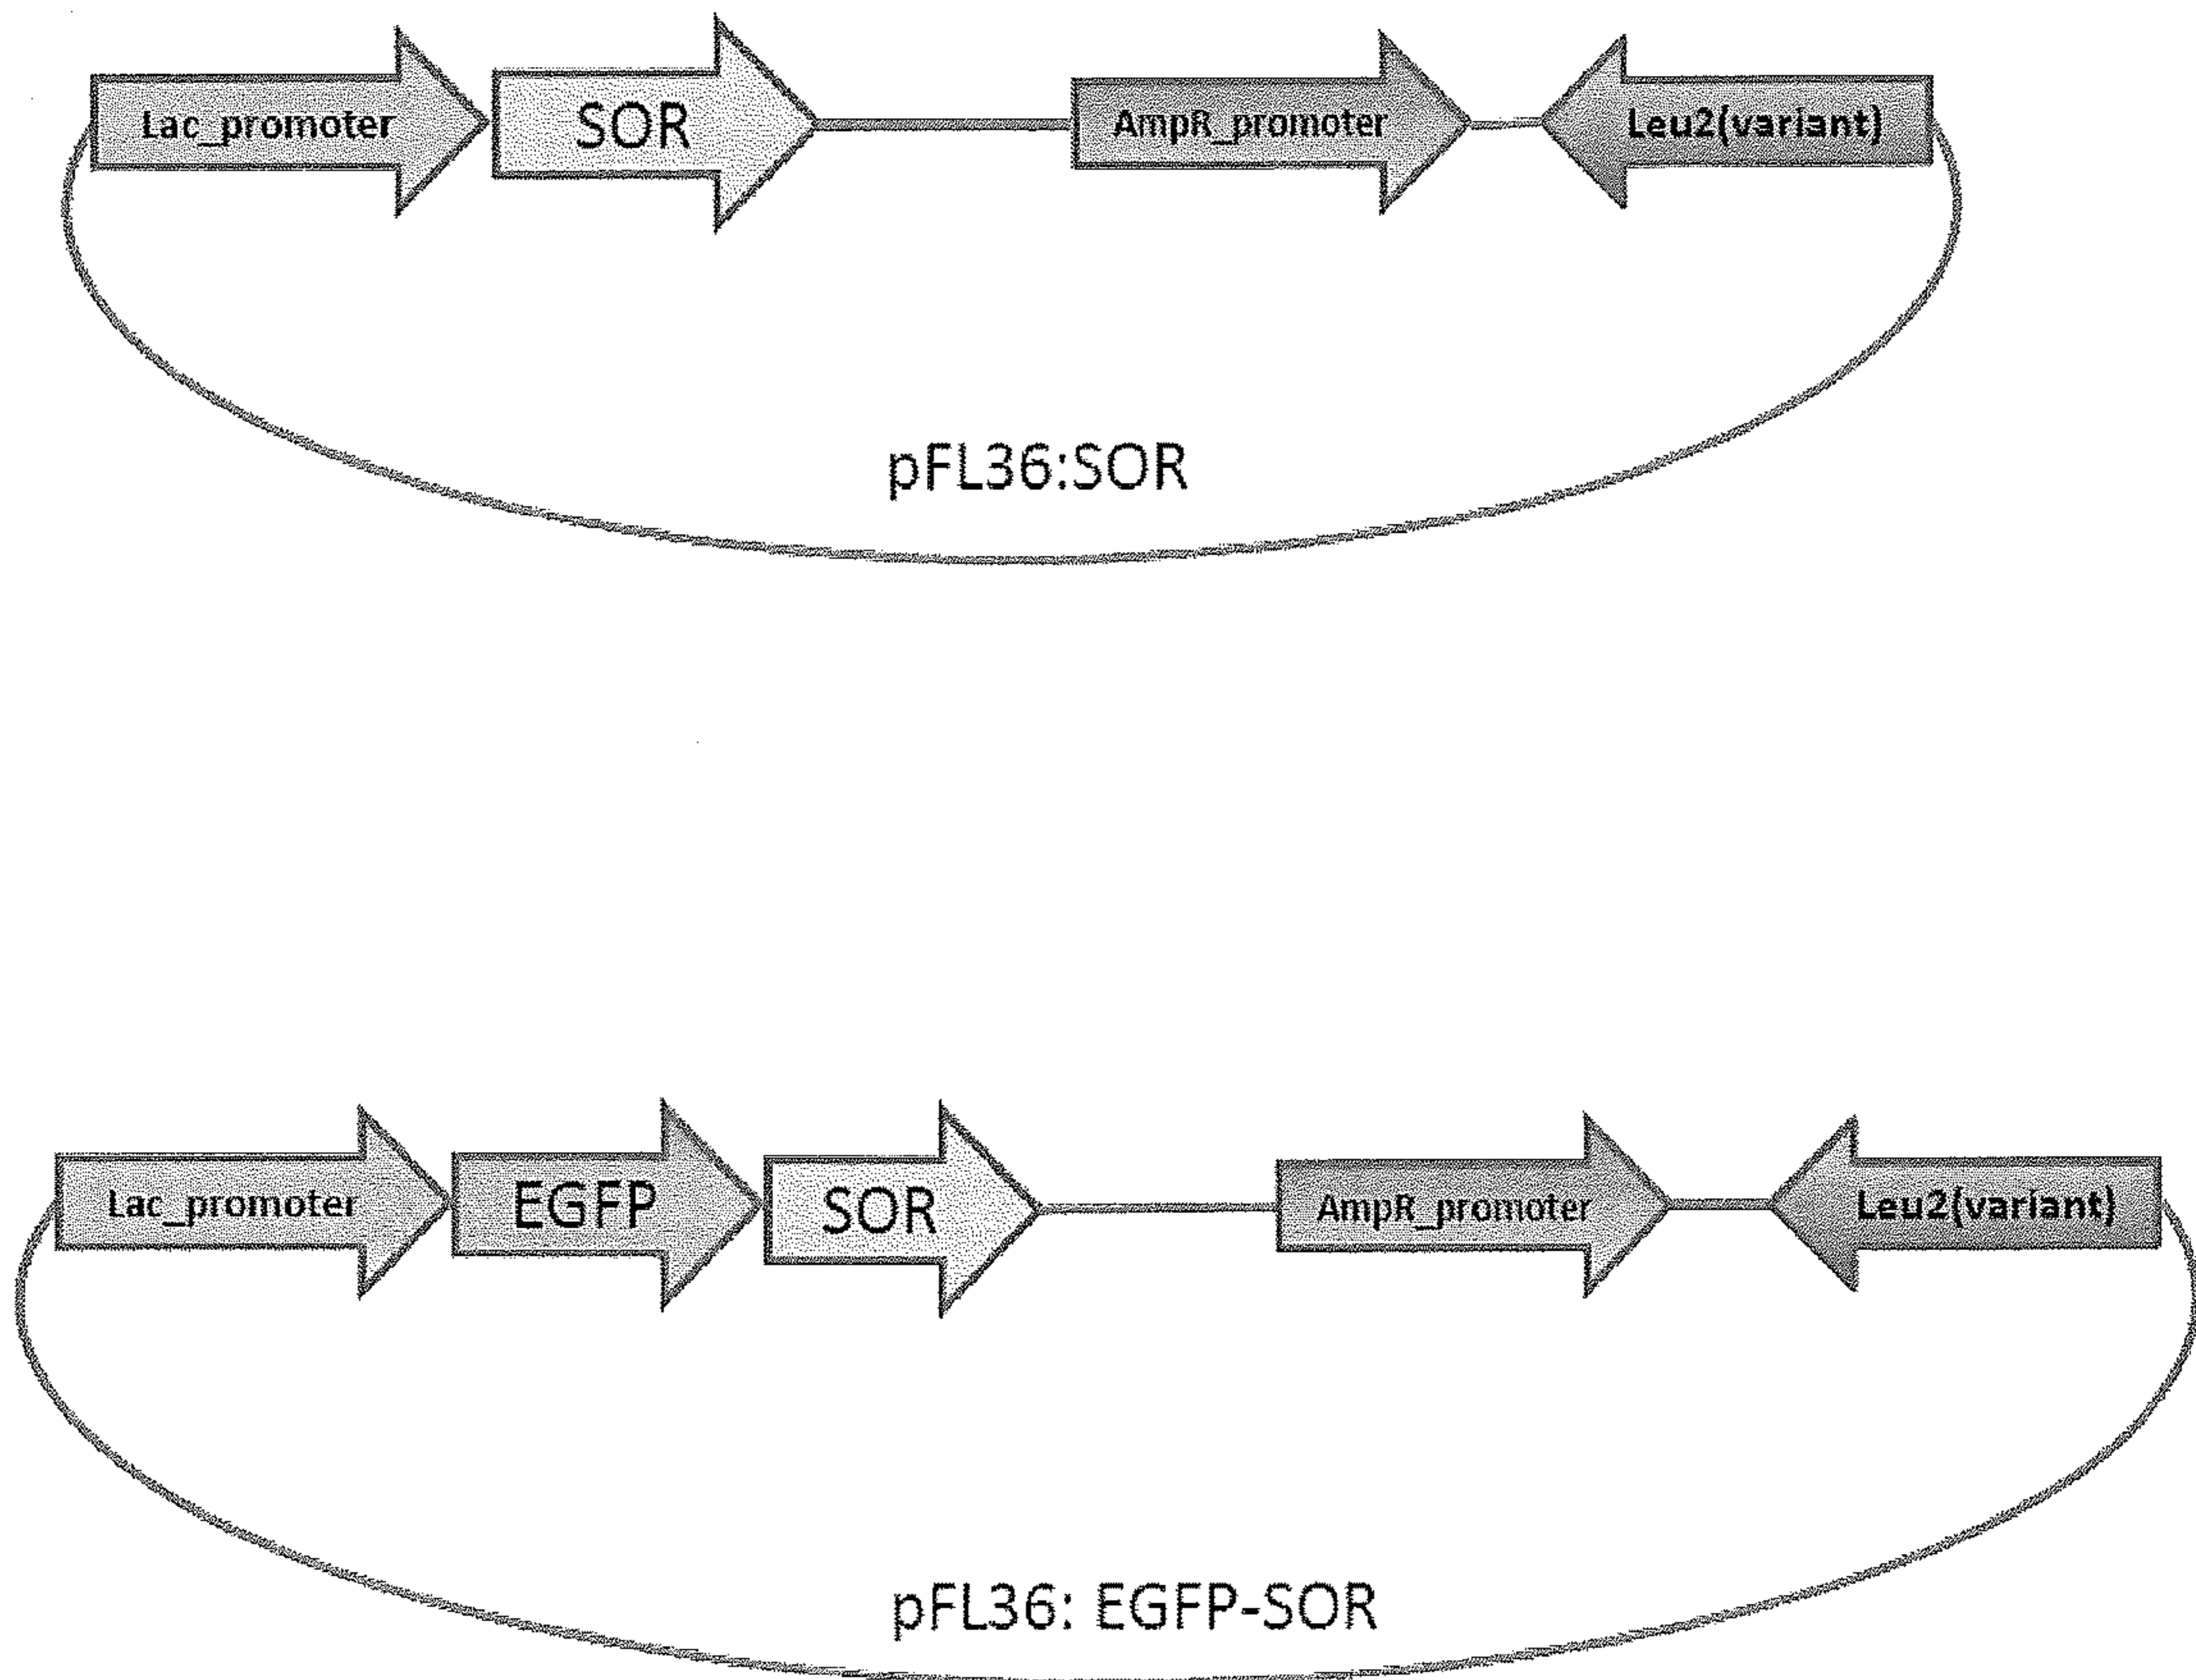 Lac_promoter SOR AmpR_promoter Leu2(variant)
pFL36:SOR
Lac_promoter EGFP SOR AmpR_promoter Leu2(variant)
pFL36: EGFP-SOR